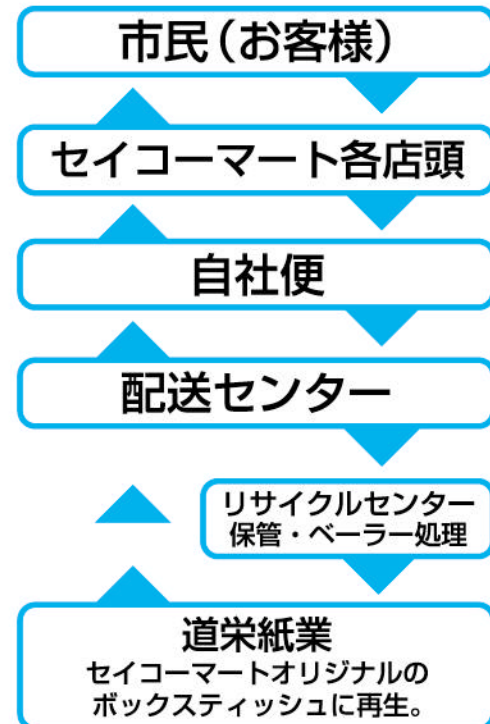 市民(お客様)
セイコーマート各店頭
自社便
配送センター
リサイクルセンター
保管・ベーラー処理
道栄紙業
セイコーマートオリジナルの
ボックスティッシュに再生。